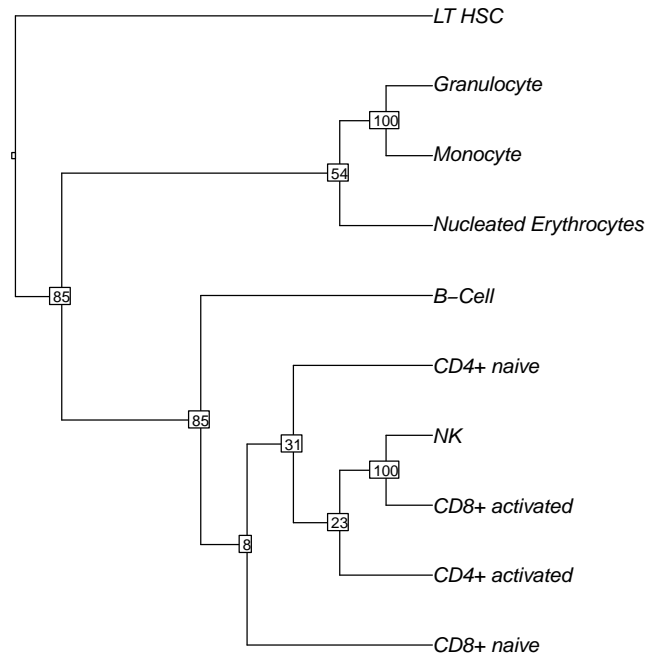 LT HSC
Granulocyte
100
Monocyte
54
Nucleated Erythrocytes
85
B−Cell
85
CD4+ naive
31
NK
100
CD8+ activated
23
8
CD4+ activated
CD8+ naive